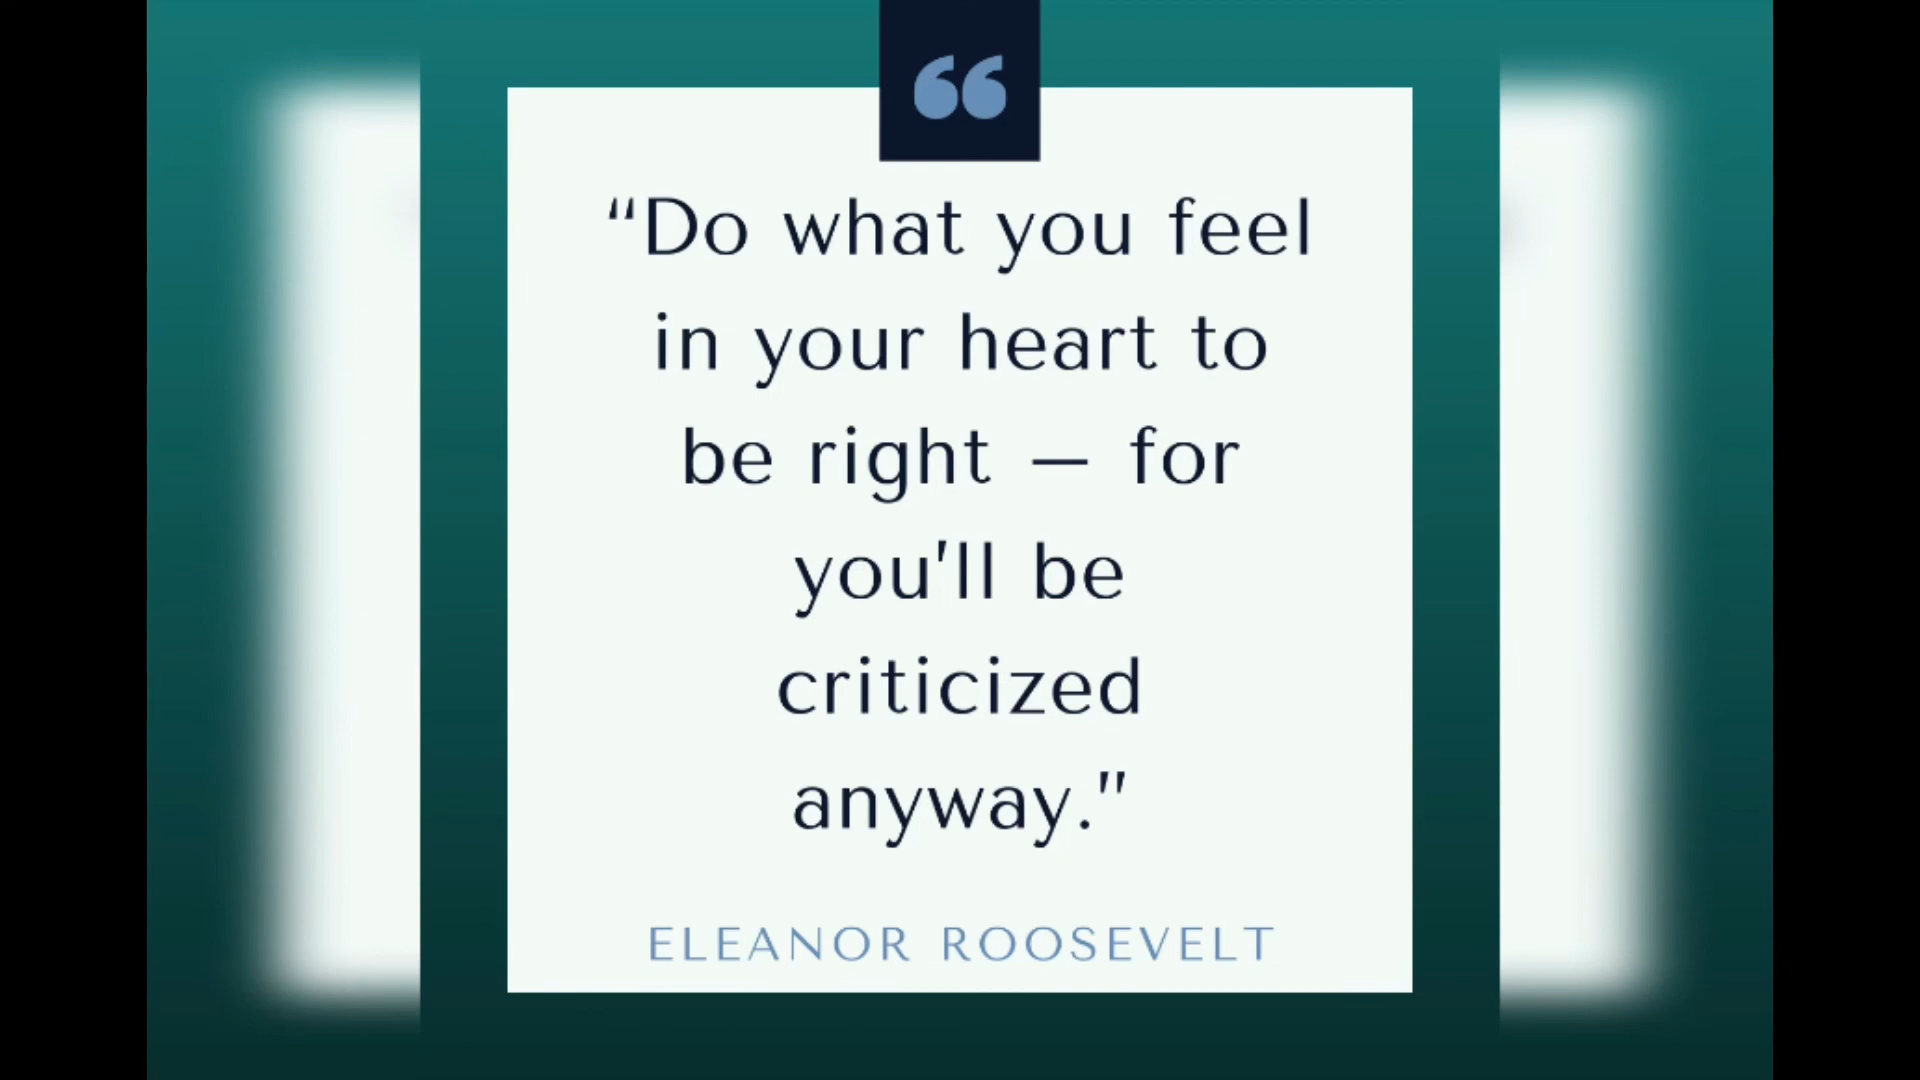 “Do what you feel
in your heart to
be right – for
you'll be
criticized
anyway.”
ELEANOR ROOSEVELT